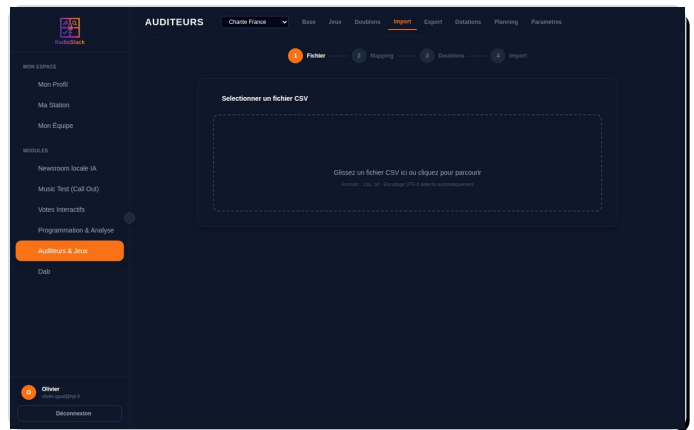 RadioStack
AUDITEURS
Chante France
Base Jeux Doublons Import Export Dotations Planning Parametres
1 Fichier 2 Mapping 3 Doublons 4 Import
MON ESPACE
Mon Profil
Ma Station
Mon Équipe
MODULES
Newsroom locale IA
Music Test (Call Out)
Votes Interactifs
Programmation & Analyse
Auditeurs & Jeux
Dab
Selectionner un fichier CSV
Glissez un fichier CSV ici ou cliquez pour parcourir
Formats : .csv, .txt - Encodage UTF-8 detecte automatiquement
O
Olivier
Déconnexion